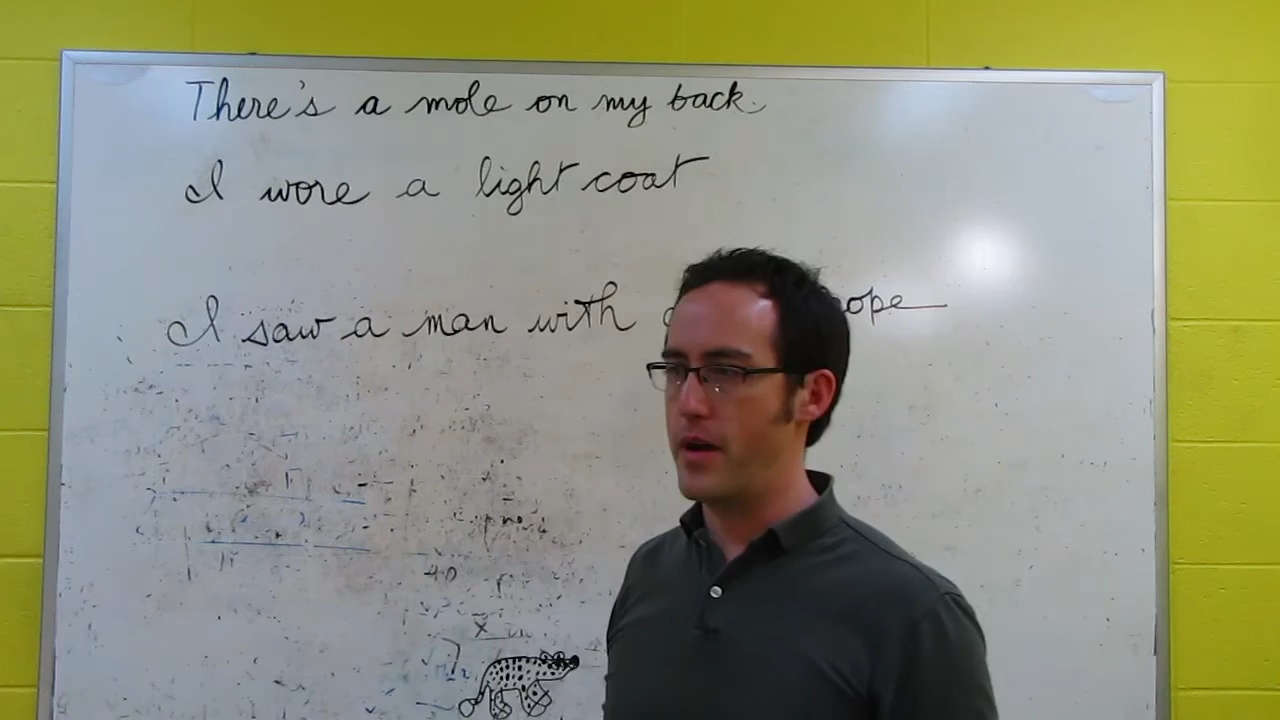 There's a mole on my back.
I wore a light coat
I saw a man with